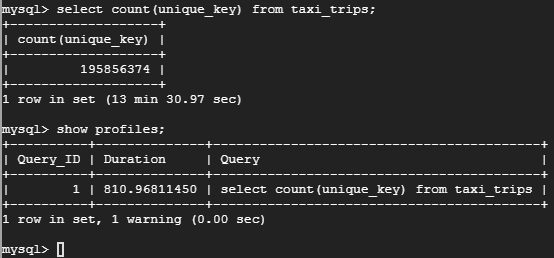 mysql> select count(unique_key) from taxi_trips;
+-------------------+
| count(unique_key) |
+-------------------+
|         195856374 |
+-------------------+
1 row in set (13 min 30.97 sec)
mysql> show profiles;
+----------+--------------+-------------------------------------------+
| Query_ID | Duration     | Query                                     |
+----------+--------------+-------------------------------------------+
|        1 | 810.96811450 | select count(unique_key) from taxi_trips |
+----------+--------------+-------------------------------------------+
1 row in set, 1 warning (0.00 sec)
mysql>